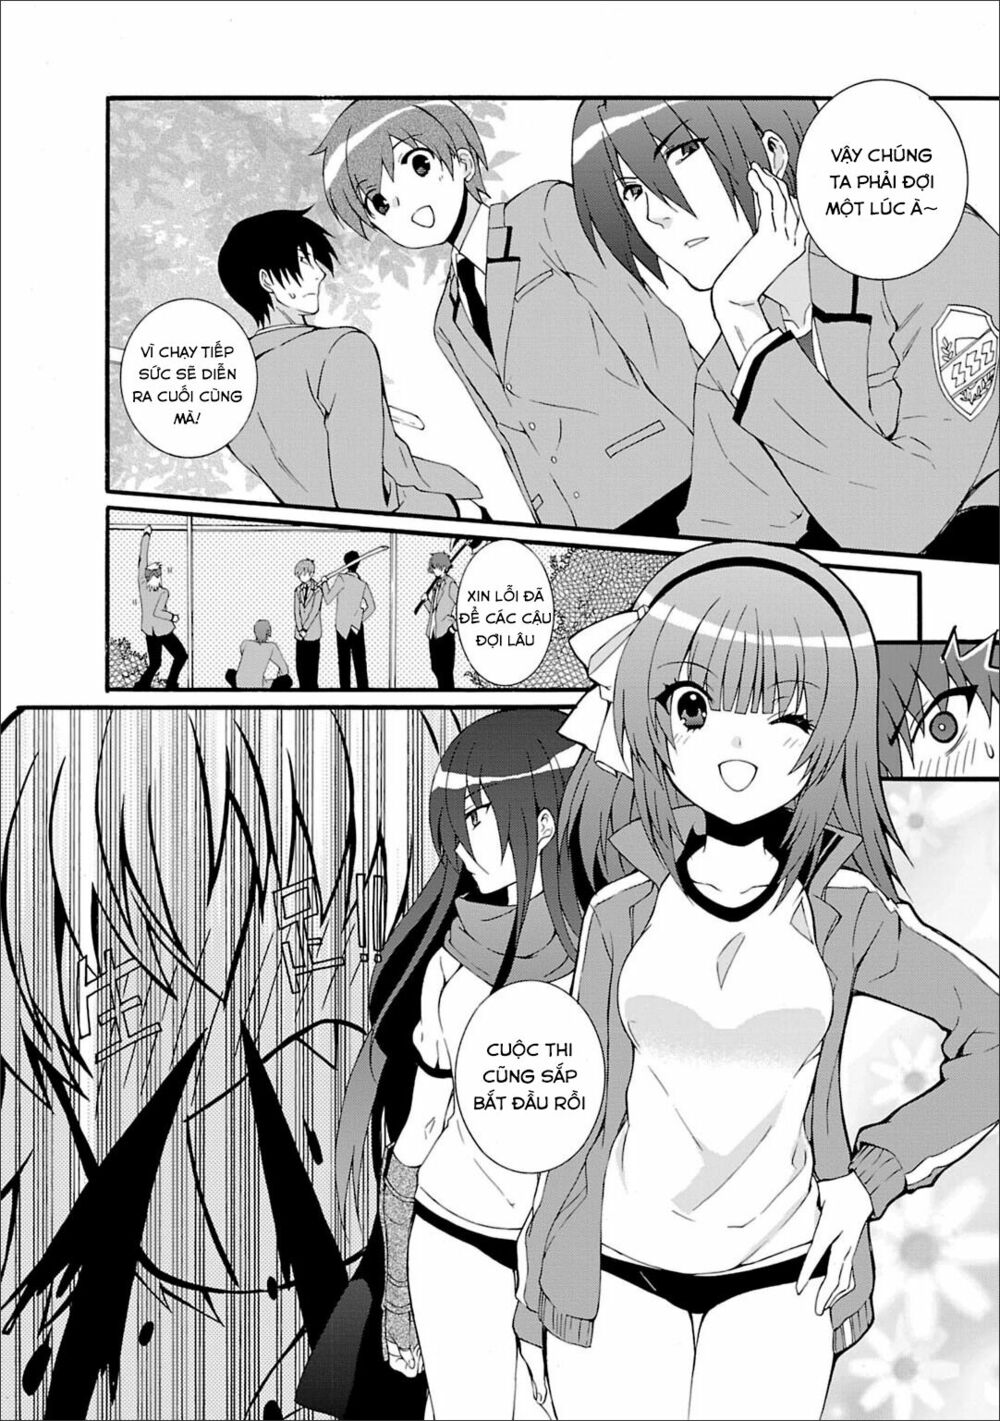 VẬY CHÚNG
TA PHẢI ĐỢI
MỘT LÚC À~
VÌ CHẠY TIẾP
SỨC SẼ DIỄN
RA CUỐI CÙNG
MÀ!
XIN LỖI ĐÃ
ĐỂ CÁC CẬU
ĐỢI LÂU
CUỘC THI
CŨNG SẮP
BẮT ĐẦU RỒI